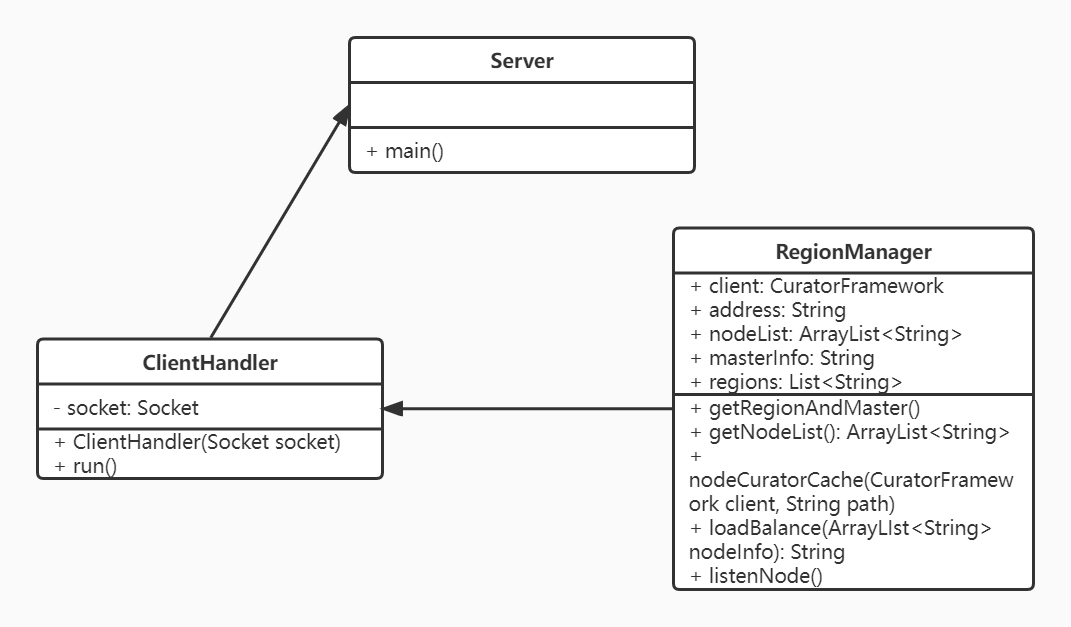 Server
+ main()
ClientHandler
- socket: Socket
+ ClientHandler(Socket socket)
+ run()
RegionManager
+ client: CuratorFramework
+ address: String
+ nodeList: ArrayList<String>
+ masterInfo: String
+ regions: List<String>
+ getRegionAndMaster()
+ getNodeList(): ArrayList<String>
+
nodeCuratorCache(CuratorFramew
ork client, String path)
+ loadBalance(ArrayLIst<String>
nodeInfo): String
+ listenNode()